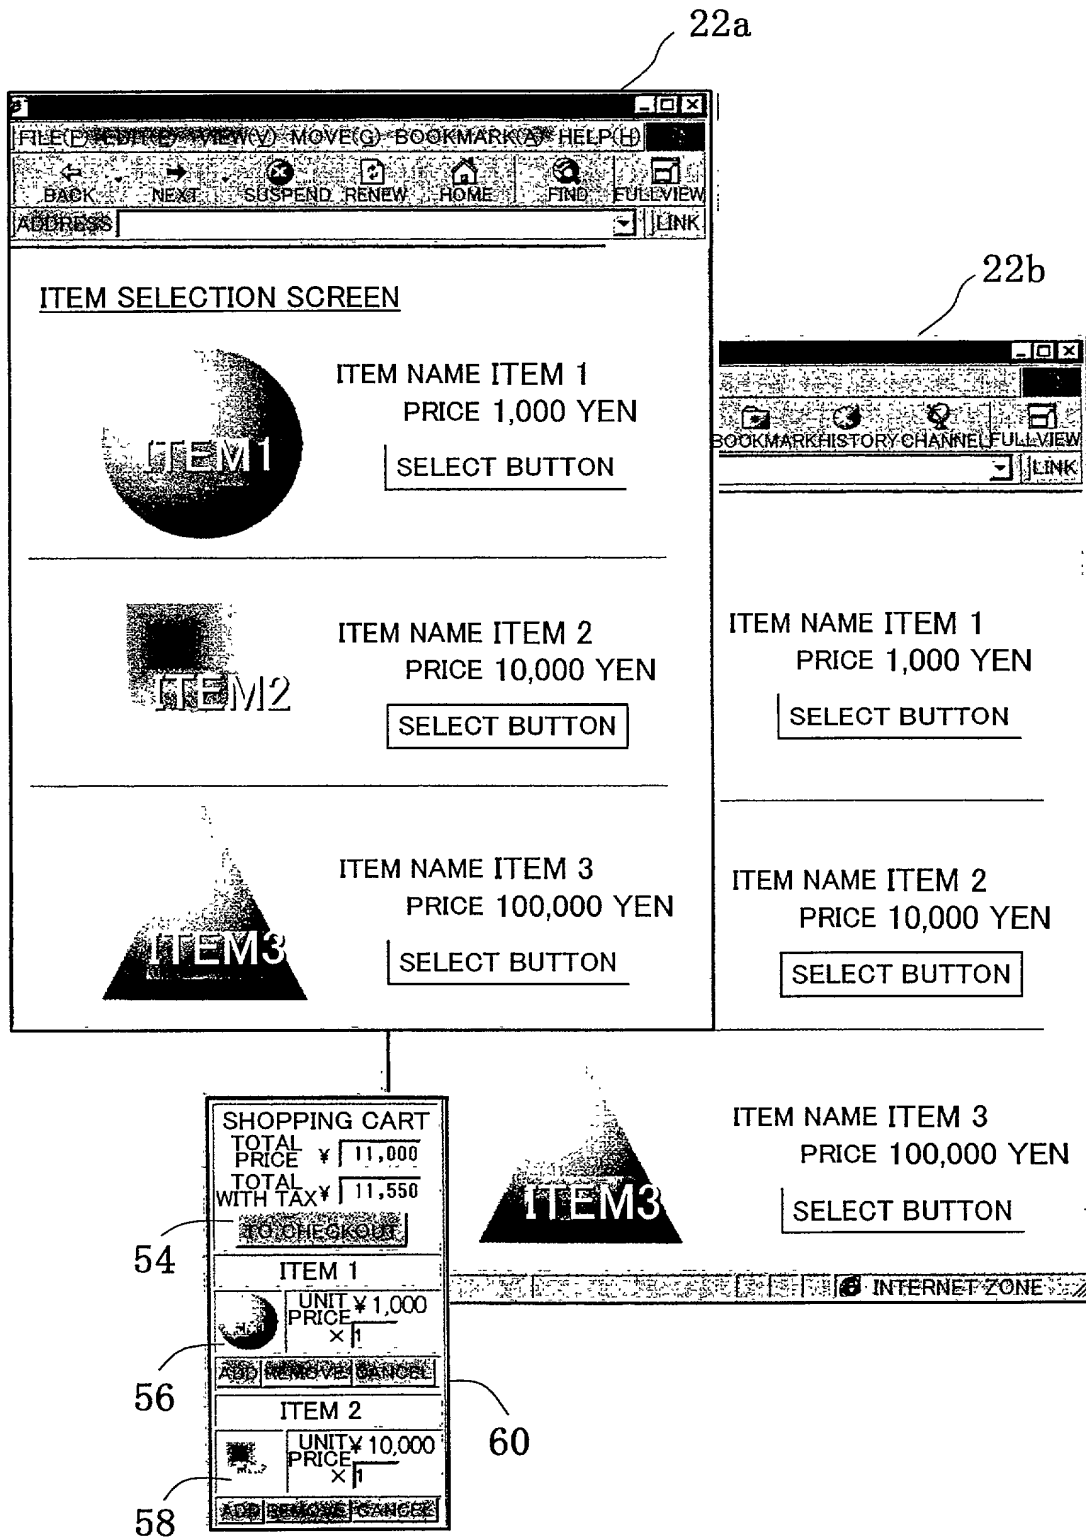 22a
FILE(F) EDIT(E) VIEW(V) MOVE(G) BOOKMARK(A) HELP(H)
BACK NEXT SUSPEND RENEW HOME FIND FULLVIEW
ADDRESS LINK
ITEM SELECTION SCREEN
ITEM1
ITEM NAME ITEM 1
PRICE 1,000 YEN
SELECT BUTTON
ITEM2
ITEM NAME ITEM 2
PRICE 10,000 YEN
SELECT BUTTON
ITEM3
ITEM NAME ITEM 3
PRICE 100,000 YEN
SELECT BUTTON
22b
BOOKMARK HISTORY CHANNEL FULLVIEW
LINK
ITEM NAME ITEM 1
PRICE 1,000 YEN
SELECT BUTTON
ITEM NAME ITEM 2
PRICE 10,000 YEN
SELECT BUTTON
ITEM3
ITEM NAME ITEM 3
PRICE 100,000 YEN
SELECT BUTTON
INTERNET ZONE
SHOPPING CART
TOTAL PRICE ¥ 11,000
TOTAL WITH TAX ¥ 11,550
TO CHECKOUT
54
ITEM 1
UNIT PRICE ¥1,000
× 1
56
ADD REMOVE CANCEL
60
ITEM 2
UNIT PRICE ¥10,000
× 1
58
ADD REMOVE CANCEL